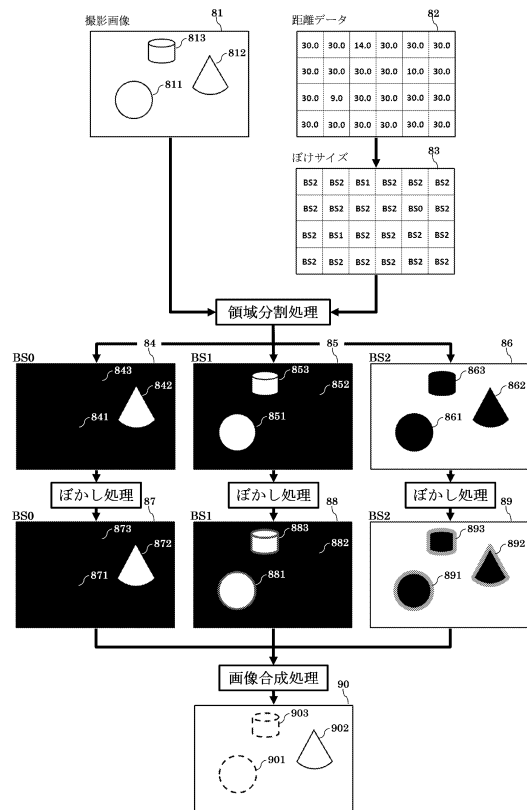 撮影画像
81
813
812
811
距離データ
82
30.0 30.0 14.0 30.0 30.0 30.0
30.0 30.0 30.0 30.0 10.0 30.0
30.0 9.0 30.0 30.0 30.0 30.0
30.0 30.0 30.0 30.0 30.0 30.0
ぼけサイズ
83
BS2 BS2 BS1 BS2 BS2 BS2
BS2 BS2 BS2 BS2 BS0 BS2
BS2 BS1 BS2 BS2 BS2 BS2
BS2 BS2 BS2 BS2 BS2 BS2
領域分割処理
BS0 84
843
842
841
BS1 85
853
852
851
BS2 86
863
862
861
ぼかし処理 ぼかし処理 ぼかし処理
BS0 87
873
872
871
BS1 88
883
882
881
BS2 89
893
892
891
画像合成処理
90
903
902
901